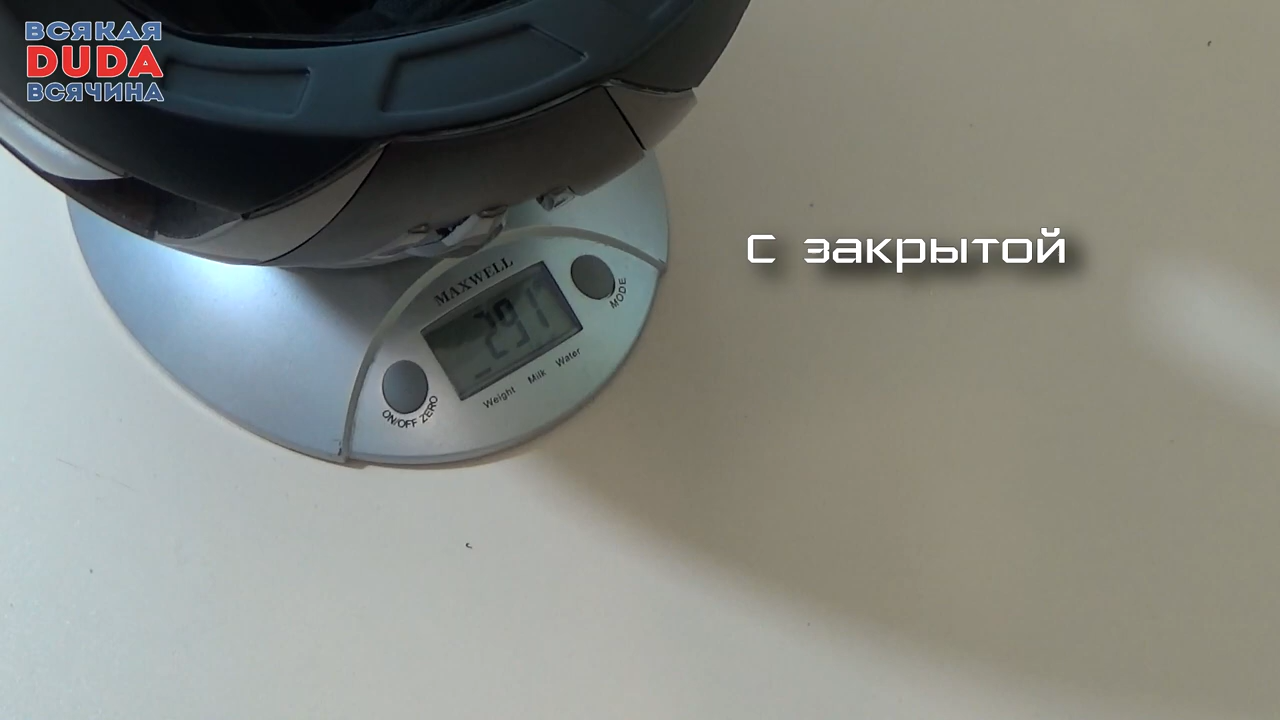 ВСЯКАЯ
DUDA
ВСЯЧИНА
С закрытой
MAXWELL
MODE
ON/OFF ZERO
Weight Milk Water